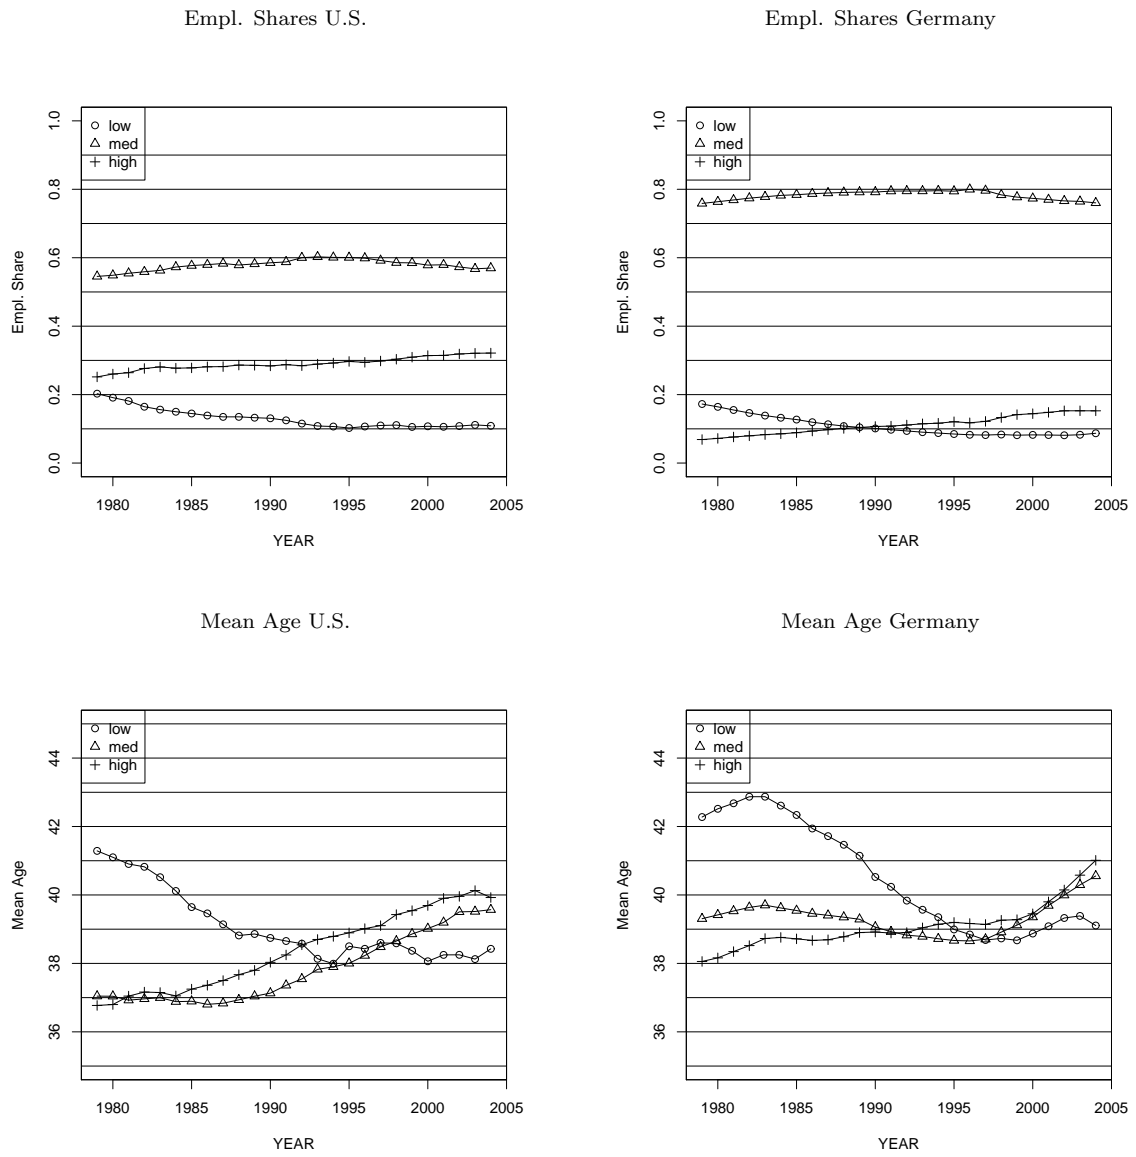 Empl. Shares U.S.
low
med
high
1.0
0.8
0.6
0.4
0.2
0.0
Empl. Share
1980 1985 1990 1995 2000 2005
YEAR
Empl. Shares Germany
low
med
high
1.0
0.8
0.6
0.4
0.2
0.0
Empl. Share
1980 1985 1990 1995 2000 2005
YEAR
Mean Age U.S.
low
med
high
44
42
40
38
36
Mean Age
1980 1985 1990 1995 2000 2005
YEAR
Mean Age Germany
low
med
high
44
42
40
38
36
Mean Age
1980 1985 1990 1995 2000 2005
YEAR